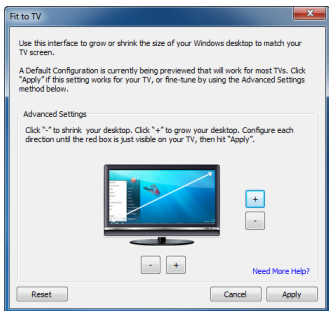 Fit to TV
Use this interface to grow or shrink the size of your Windows desktop to match your
TV screen.
A Default Configuration is currently being previewed that will work for most TVs. Click
"Apply" if this setting works for your TV, or fine-tune by using the Advanced Settings
method below.
Advanced Settings
Click "-" to shrink your desktop. Click "+" to grow your desktop. Configure each
direction until the red box is just visible on your TV, then hit "Apply".
+
-
- +
Need More Help?
Reset Cancel Apply